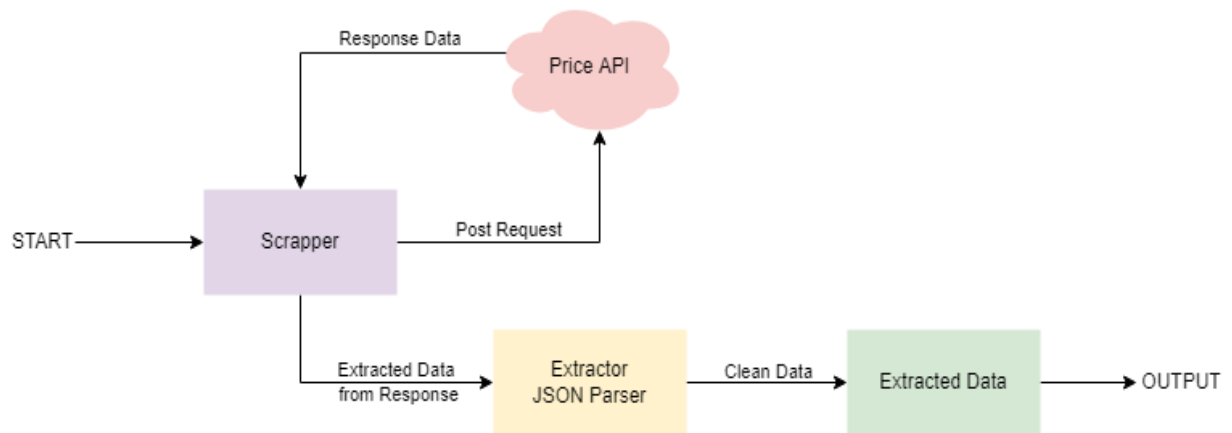 Response Data
Price API
START
Scrapper
Post Request
Extracted Data
from Response
Extractor
JSON Parser
Clean Data
Extracted Data
OUTPUT